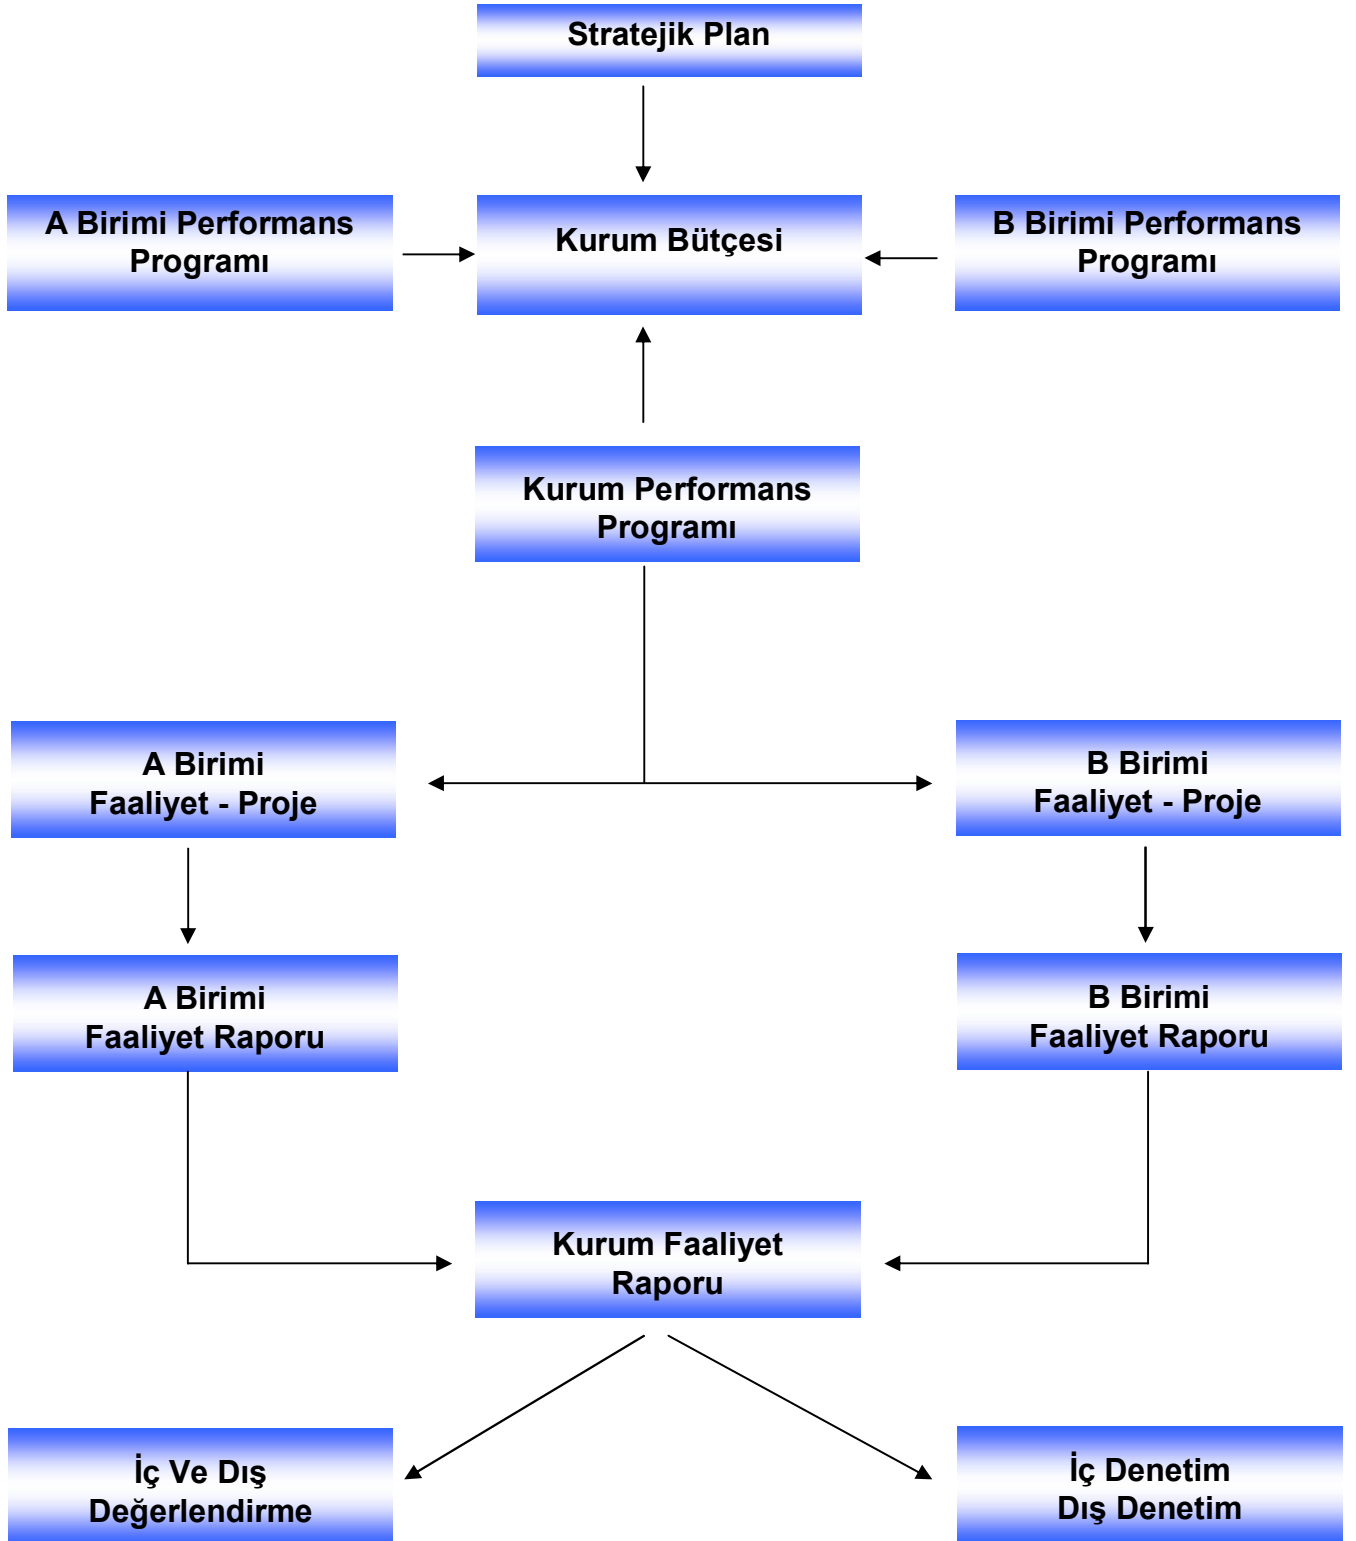 Stratejik Plan
A Birimi Performans
Programı
Kurum Bütçesi
B Birimi Performans
Programı
Kurum Performans
Programı
A Birimi
Faaliyet - Proje
B Birimi
Faaliyet - Proje
A Birimi
Faaliyet Raporu
B Birimi
Faaliyet Raporu
Kurum Faaliyet
Raporu
İç Ve Dış
Değerlendirme
İç Denetim
Dış Denetim